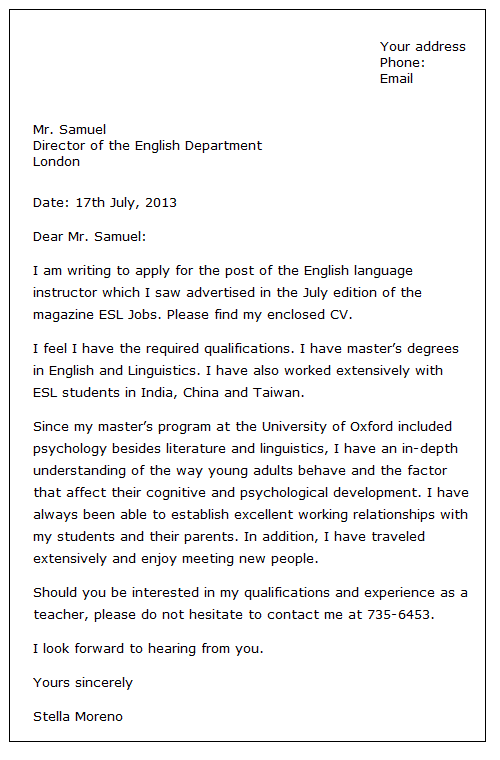 Your address
Phone:
Email
Mr. Samuel
Director of the English Department
London
Date: 17th July, 2013
Dear Mr. Samuel:
I am writing to apply for the post of the English language
instructor which I saw advertised in the July edition of the
magazine ESL Jobs. Please find my enclosed CV.
I feel I have the required qualifications. I have master’s degrees
in English and Linguistics. I have also worked extensively with
ESL students in India, China and Taiwan.
Since my master’s program at the University of Oxford included
psychology besides literature and linguistics, I have an in-depth
understanding of the way young adults behave and the factor
that affect their cognitive and psychological development. I have
always been able to establish excellent working relationships with
my students and their parents. In addition, I have traveled
extensively and enjoy meeting new people.
Should you be interested in my qualifications and experience as a
teacher, please do not hesitate to contact me at 735-6453.
I look forward to hearing from you.
Yours sincerely
Stella Moreno